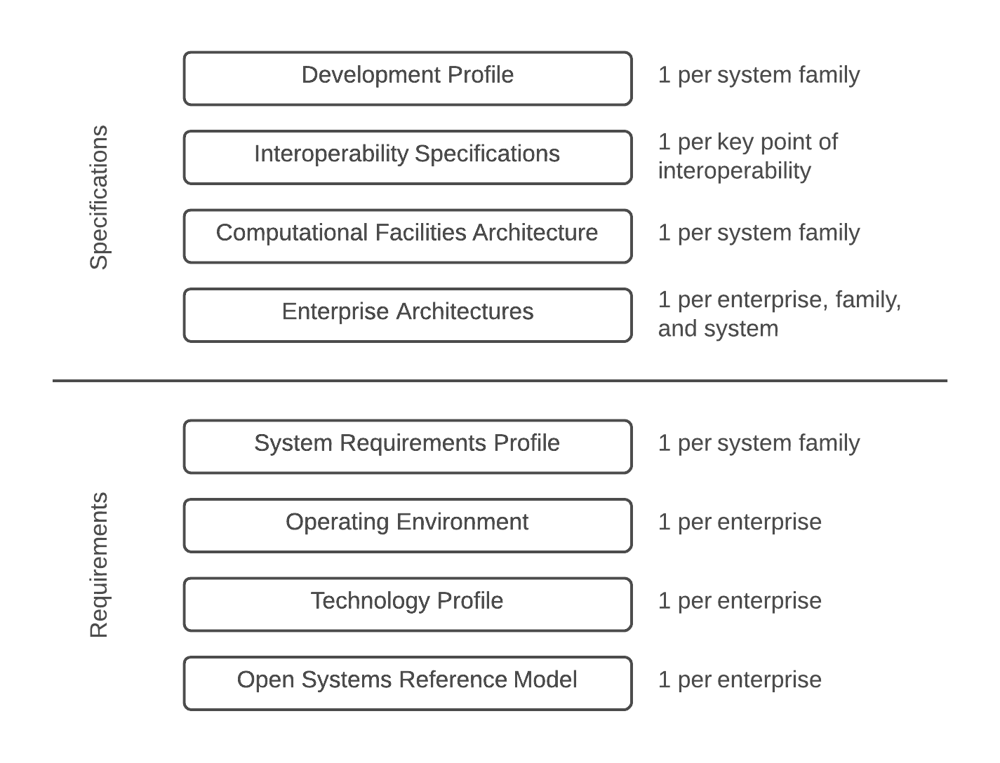 Specifications
Development Profile
1 per system family
Interoperability Specifications
1 per key point of
interoperability
Computational Facilities Architecture
1 per system family
Enterprise Architectures
1 per enterprise, family,
and system
Requirements
System Requirements Profile
1 per system family
Operating Environment
1 per enterprise
Technology Profile
1 per enterprise
Open Systems Reference Model
1 per enterprise